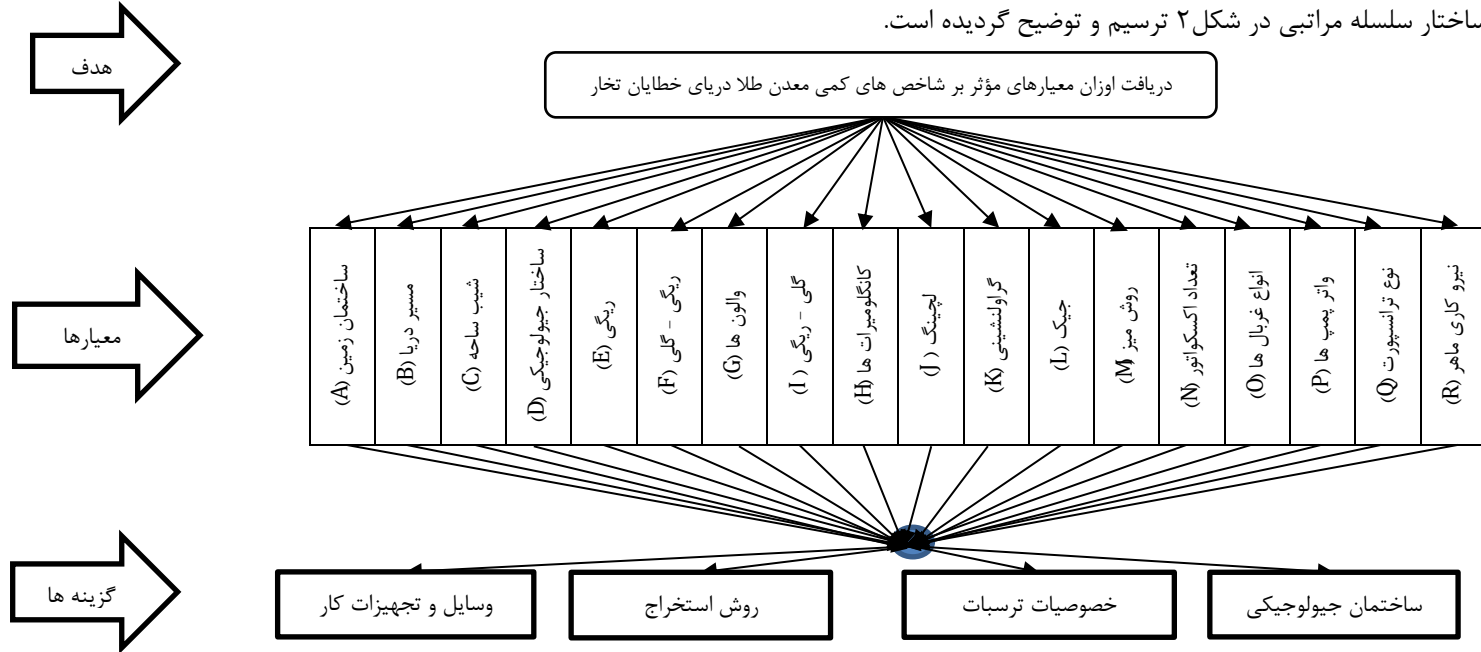 ساختار سلسله مراتبی در شکل۲ ترسیم و توضیح گردیده است.
هدف
دریافت اوزان معیارهای مؤثر بر شاخص های کمی معدن طلا دریای خطایان تخار
معیارها
ساختمان زمین (A)
مسیر دریا (B)
شیب ساحه (C)
ساختار جیولوجیکی (D)
ریگی (E)
ریگی - گلی (F)
والون ها (G)
گلی - ریگی ( I)
کانگلومیرات ها (H)
لچینگ ( J)
گراولنشینی (K)
جیک (L)
روش میز (M)
تعداد اکسکواتور (N)
انواع غربال ها (O)
واتر پمپ ها (P)
نوع ترانسپورت (Q)
نیرو کاری ماهر (R)
گزینه ها
وسایل و تجهیزات کار
روش استخراج
خصوصیات ترسبات
ساختمان جیولوجیکی